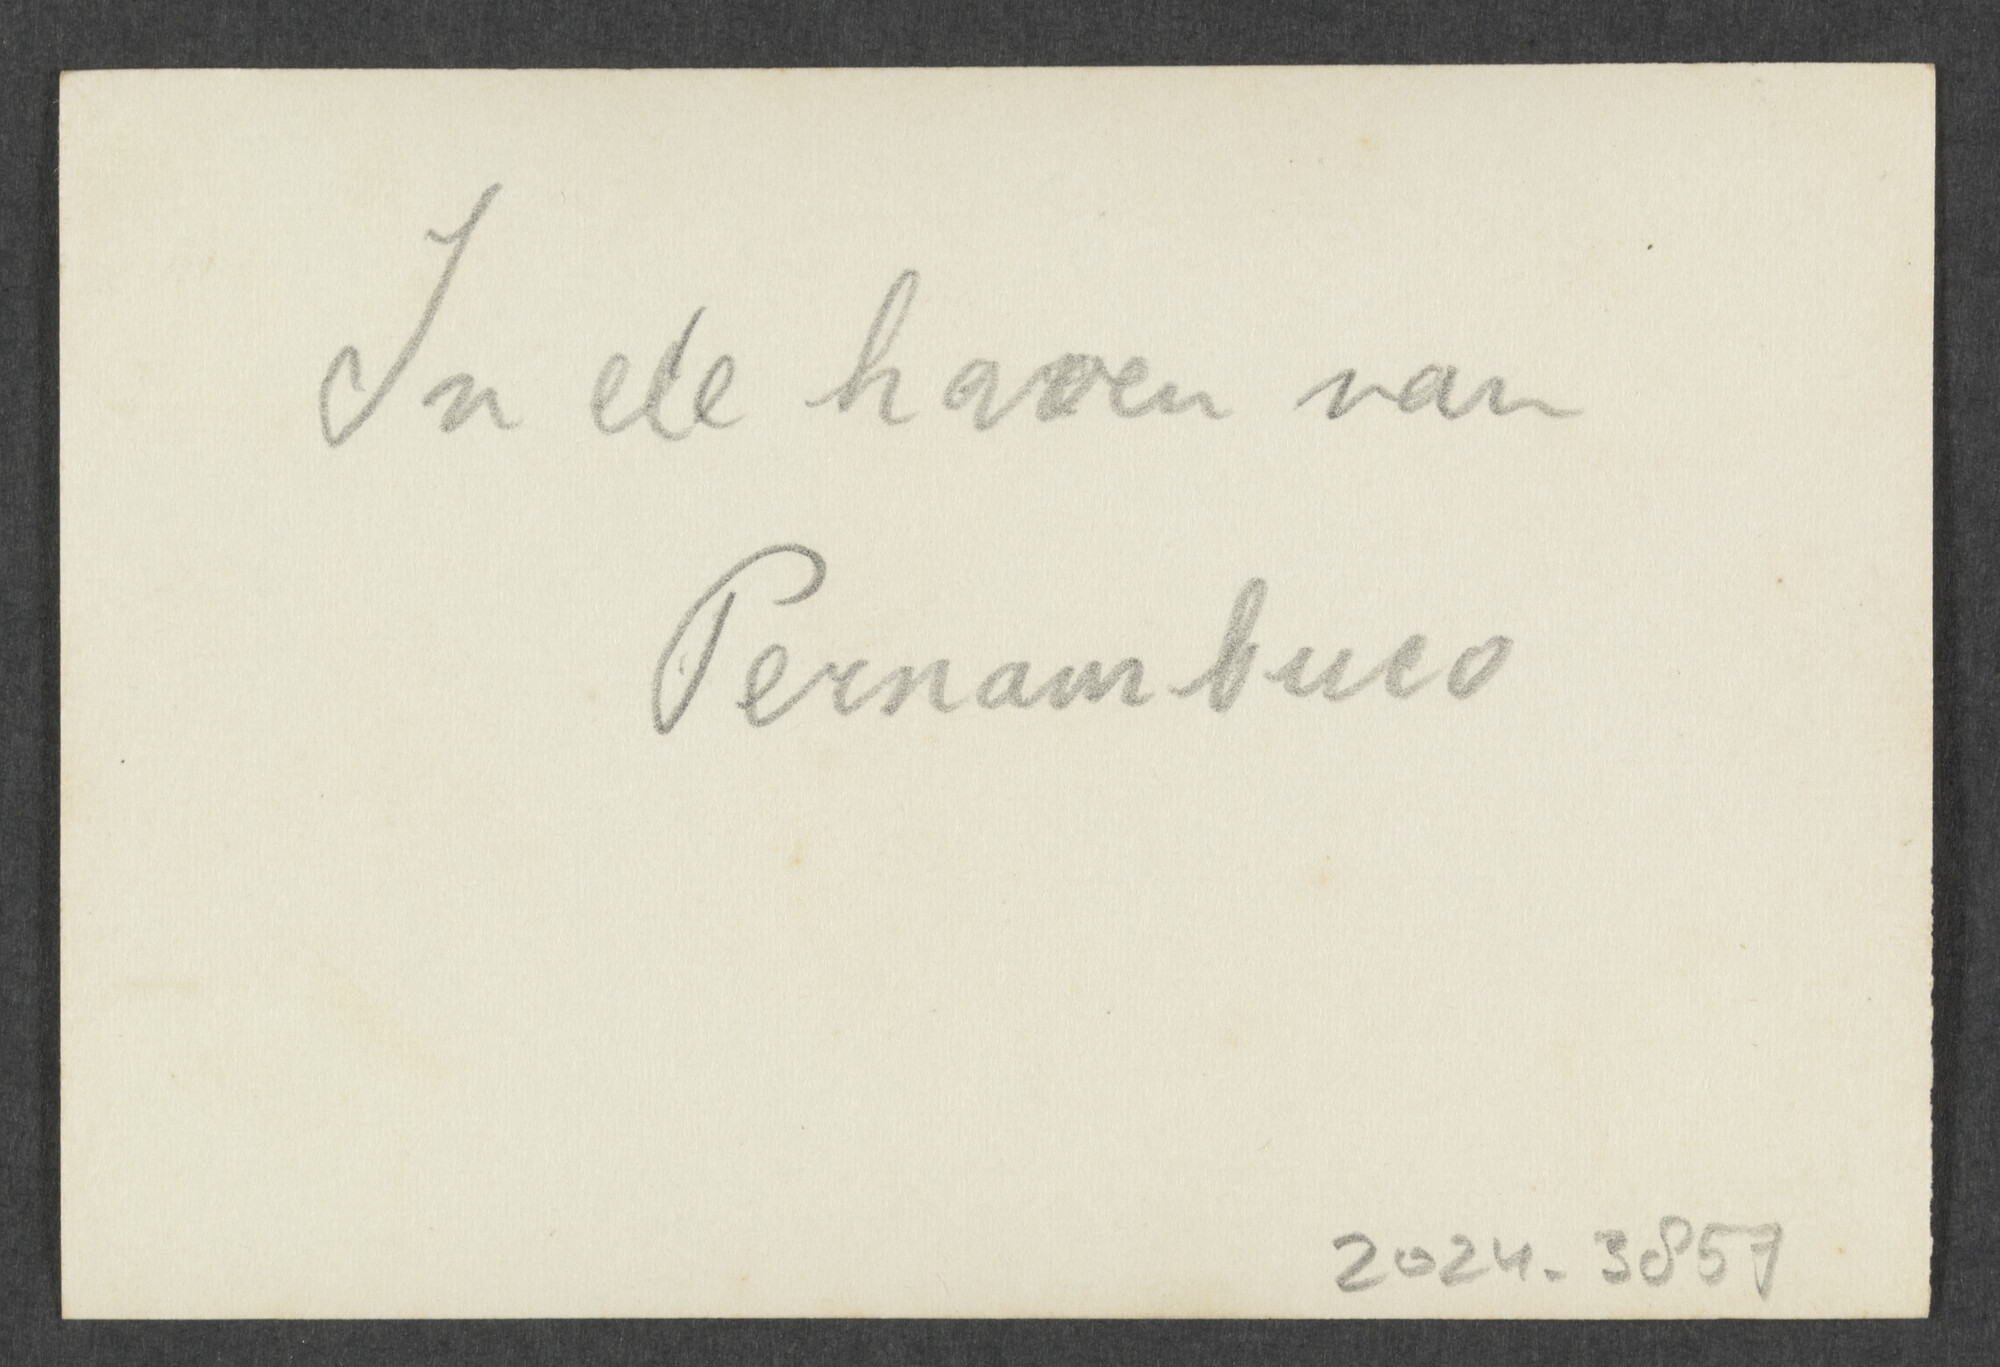 In de haven van
Pernambuco
2024-3857